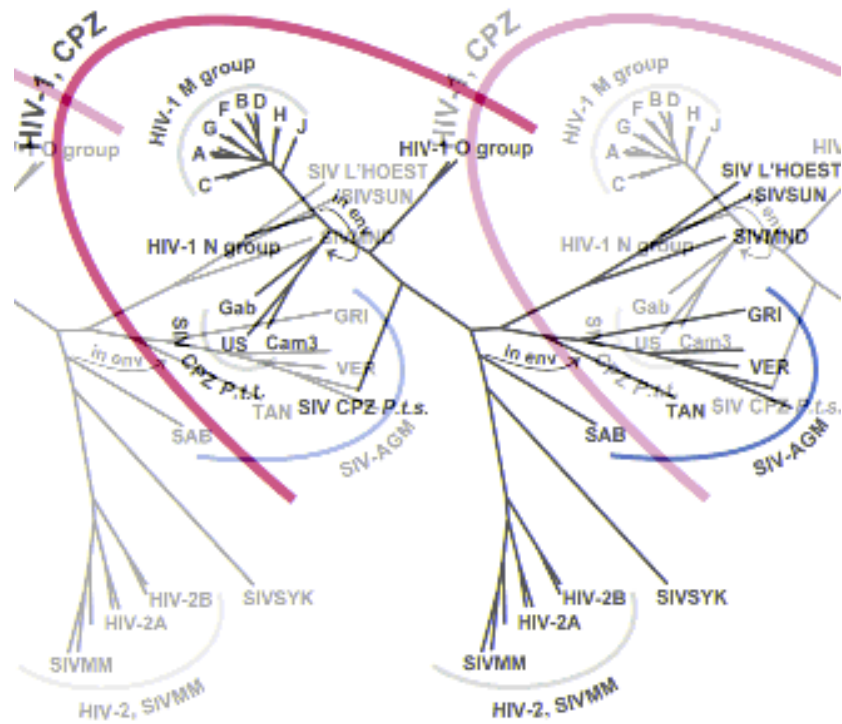 HIV-1, CPZ
HIV-1 M group
C
A
G
F
B
D
H
J
HIV-1 O group
HIV-1 N group
in env
Gab
US
Cam3
SIV
CPZ P.t.t.
SIV CPZ P.t.s.
O group
SIV L'HOEST
SIVSUN
SIVMND
GRI
VER
TAN
SAB
in env
SIV-AGM
SIVSYK
HIV-2B
HIV-2A
SIVMM
HIV-2, SIVMM
HIV-1, CPZ
HIV-1 M group
C
A
G
F
B
D
H
J
HIV
HIV-1 N group
in env
Gab
US
Cam3
CPZ P.t.t.
SIV CPZ P.t.s.
SIV L'HOEST
SIVSUN
SIVMND
GRI
VER
TAN
SAB
in env
SIV-AGM
SIVSYK
HIV-2B
HIV-2A
SIVMM
HIV-2, SIVMM